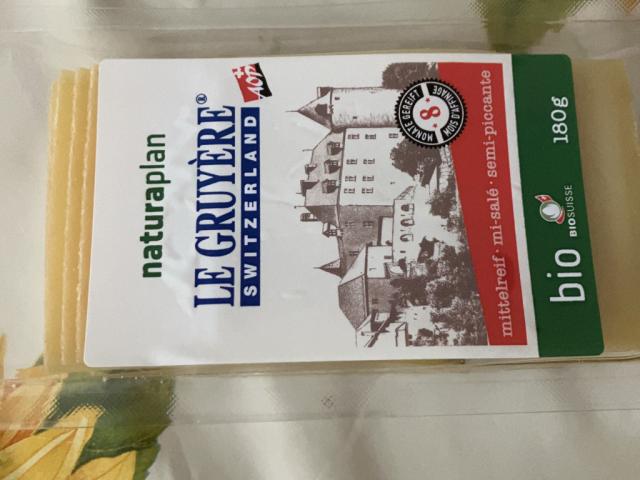 naturaplan
LE GRUYÈRE®
SWITZERLAND
AOP
MONATE GEREIFT
8
MOIS D'AFFINAGE
mittelreif · mi-salé · semi-piccante
bio
BIOSUISSE
180g